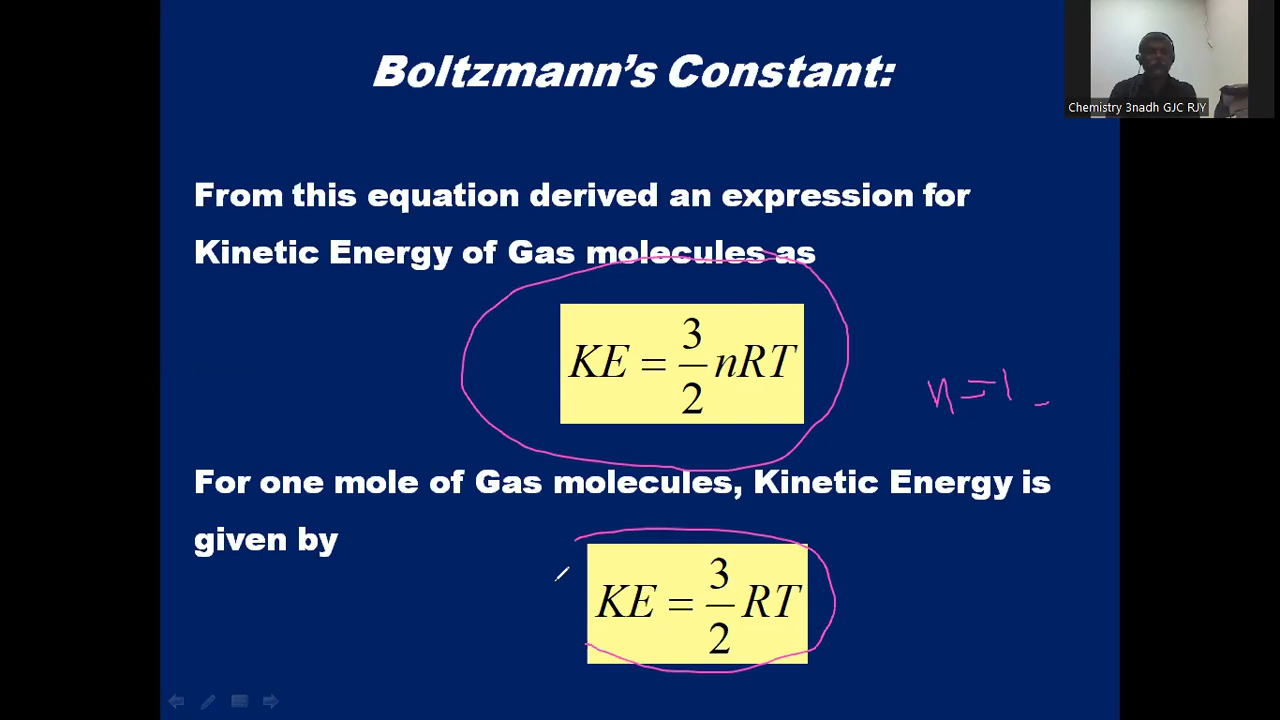 Boltzmann's Constant:
Chemistry 3nadh GJC RJY
From this equation derived an expression for
Kinetic Energy of Gas molecules as
KE = 3/2 nRT
n = 1
For one mole of Gas molecules, Kinetic Energy is
given by
KE = 3/2 RT